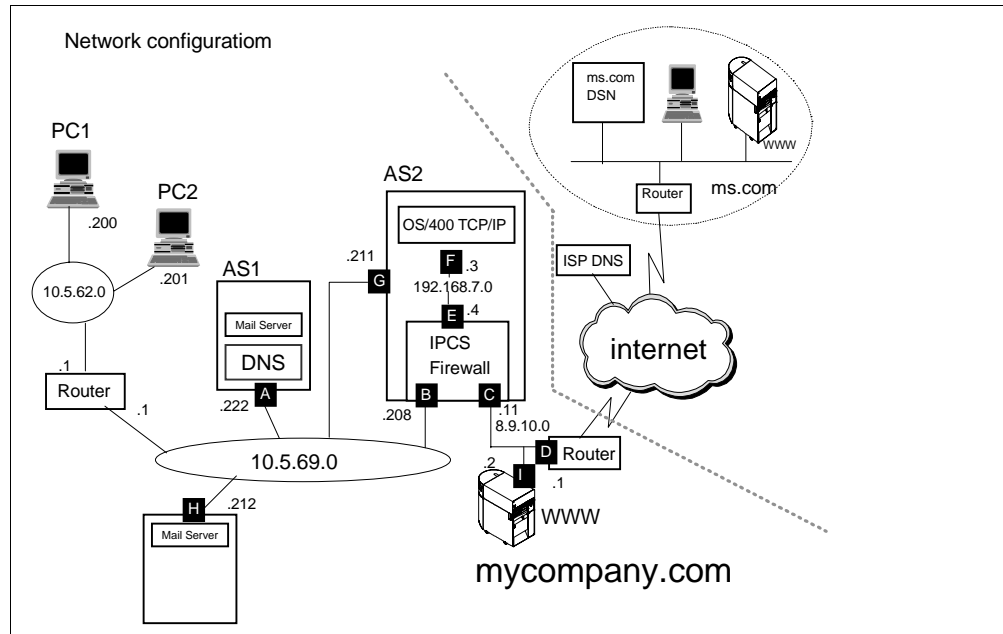 Network configuratiom
ms.com
DSN
WWW
Router
ms.com
PC1
.200
PC2
.201
10.5.62.0
.1
Router
.1
AS1
Mail Server
DNS
A
.222
AS2
OS/400 TCP/IP
.211
G
F
.3
192.168.7.0
E
.4
IPCS
Firewall
B
C
.208
.11
8.9.10.0
ISP DNS
internet
D
Router
.1
.2
I
WWW
mycompany.com
10.5.69.0
H
.212
Mail Server